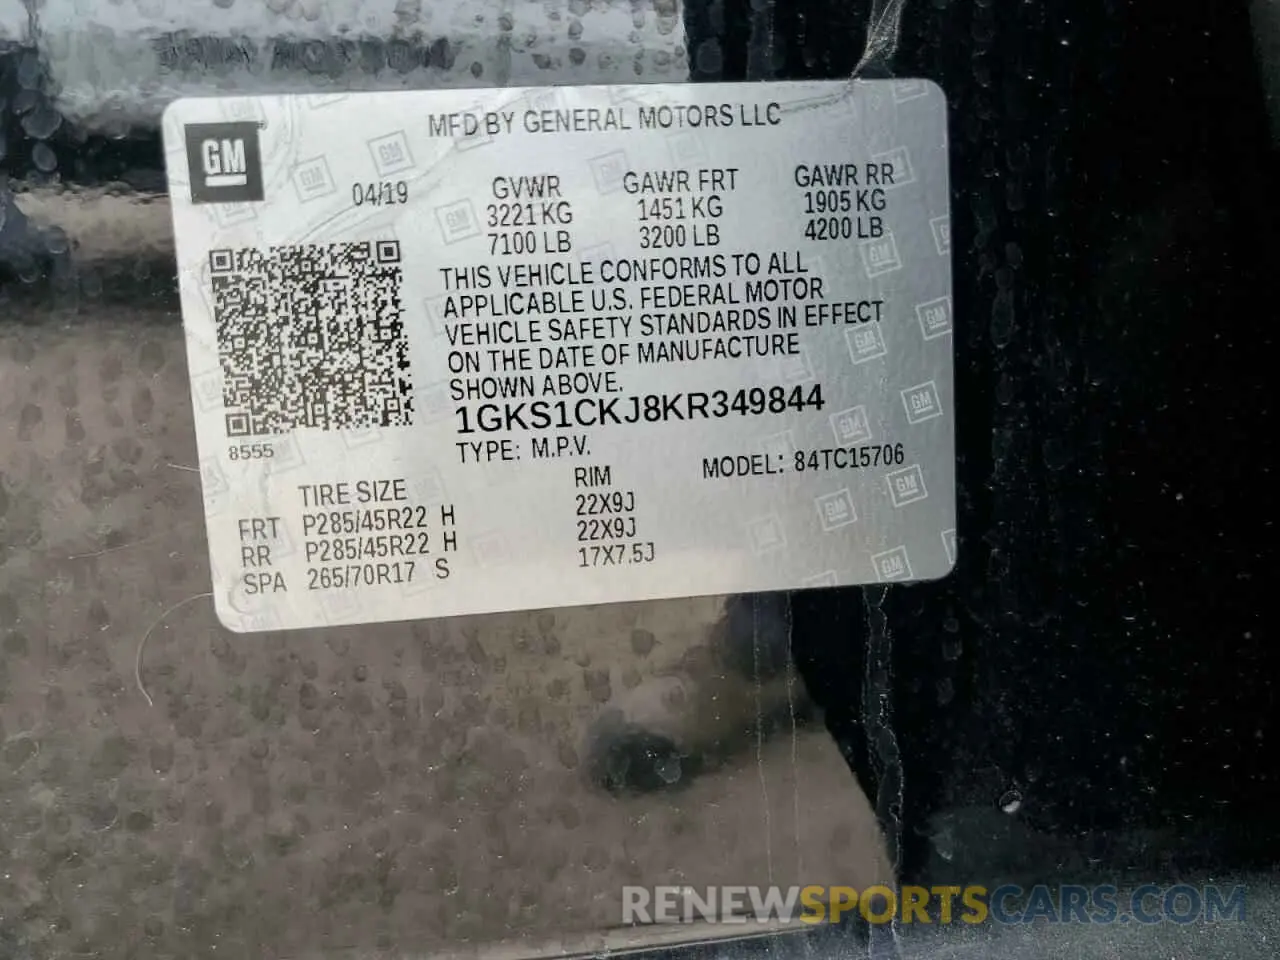 MFD BY GENERAL MOTORS LLC
GM
04/19
GVWR GAWR FRT GAWR RR
3221 KG 1451 KG 1905 KG
7100 LB 3200 LB 4200 LB
THIS VEHICLE CONFORMS TO ALL
APPLICABLE U.S. FEDERAL MOTOR
VEHICLE SAFETY STANDARDS IN EFFECT
ON THE DATE OF MANUFACTURE
SHOWN ABOVE.
1GKS1CKJ8KR349844
8555
TYPE: M.P.V.
MODEL: 84TC15706
TIRE SIZE RIM
FRT P285/45R22 H 22X9J
RR P285/45R22 H 22X9J
SPA 265/70R17 S 17X7.5J
RENEWSPORTSCARS.COM